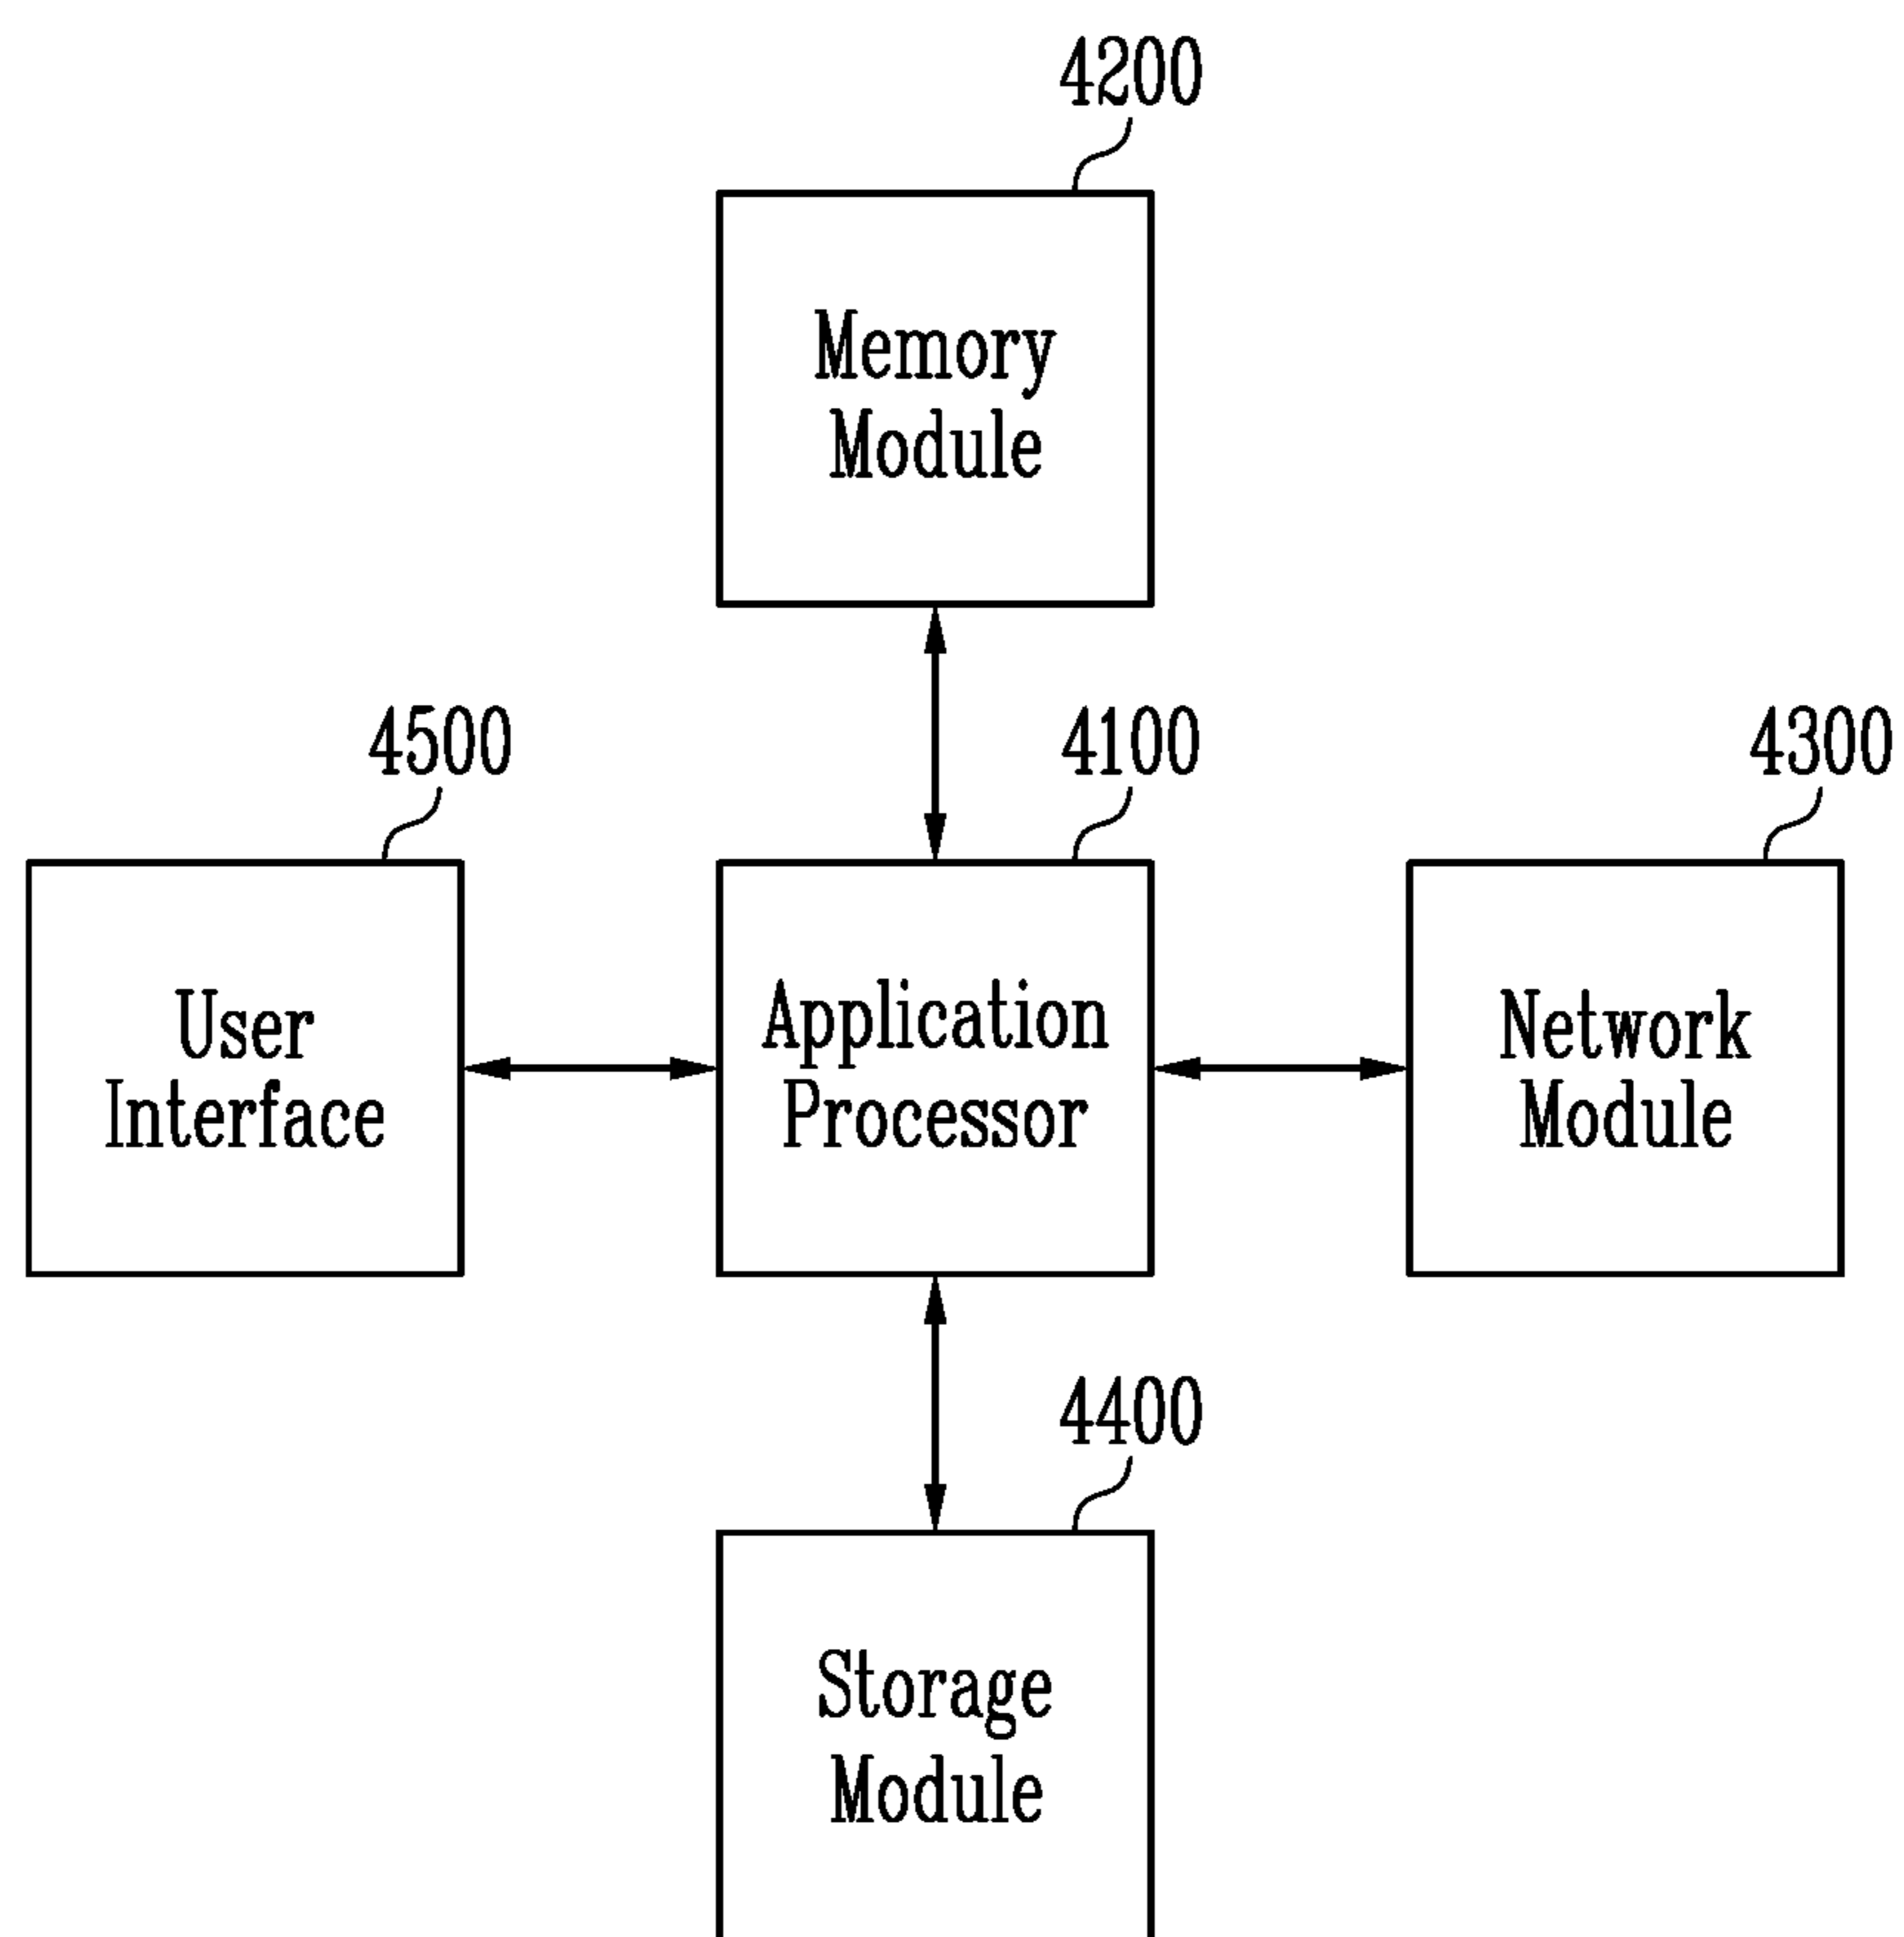 4200
Memory
Module
4500
4100
4300
User
Interface
Application
Processor
Network
Module
4400
Storage
Module